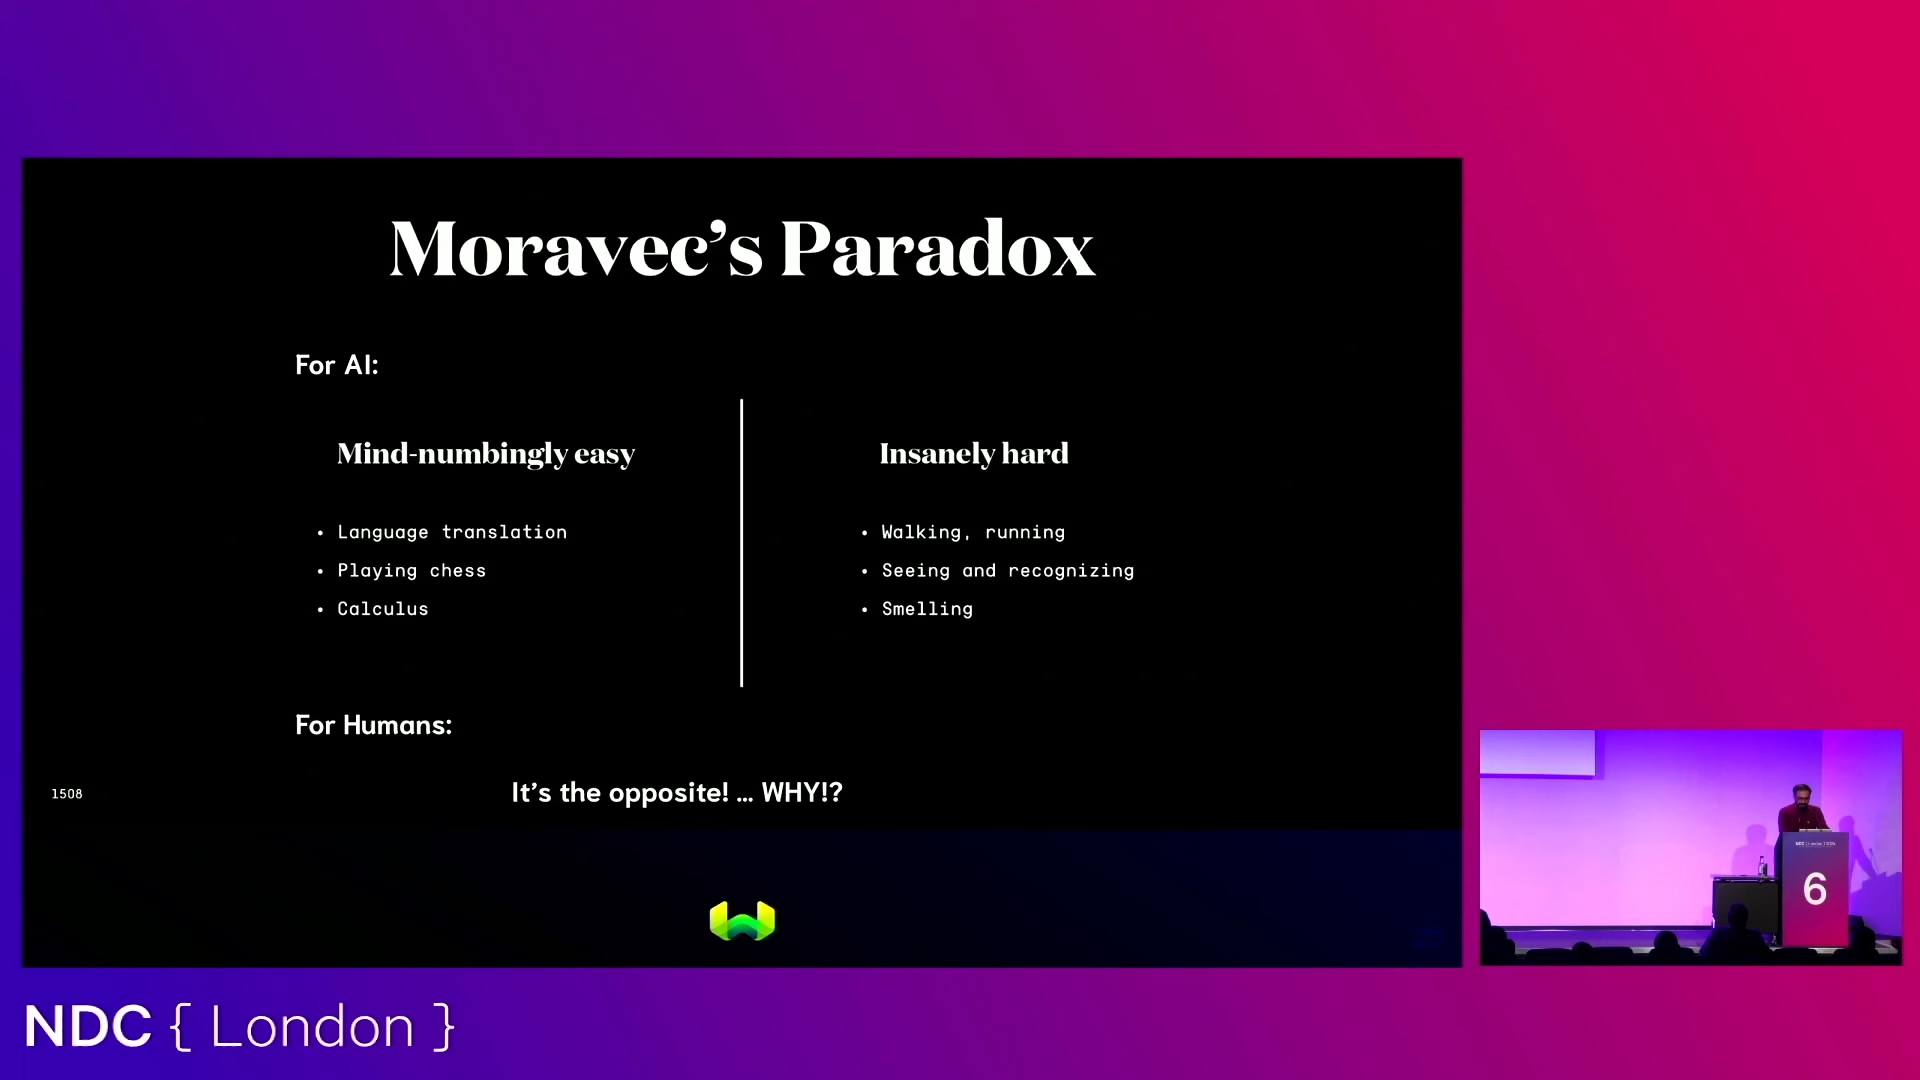 Moravec’s Paradox
For AI:
Mind-numbingly easy
Insanely hard
• Language translation
• Playing chess
• Calculus
• Walking, running
• Seeing and recognizing
• Smelling
For Humans:
It’s the opposite! ... WHY!?
1508
6
NDC { London }